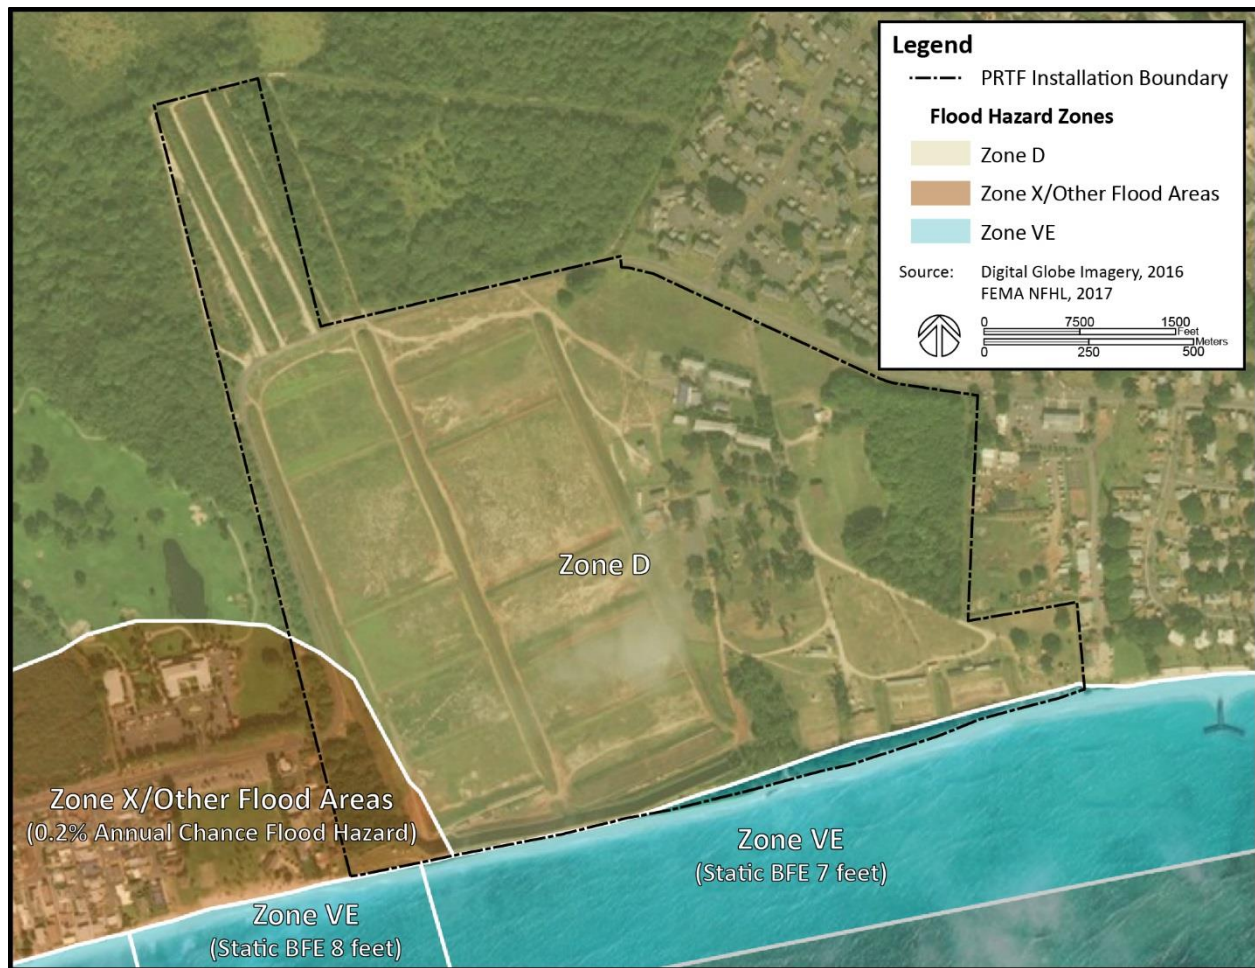 Legend
PRTF Installation Boundary
Flood Hazard Zones
Zone D
Zone X/Other Flood Areas
Zone VE
Source: Digital Globe Imagery, 2016
FEMA NFHL, 2017
0 7500 1500
Feet
Meters
0 250 500
Zone D
Zone X/Other Flood Areas
(0.2% Annual Chance Flood Hazard)
Zone VE
(Static BFE 7 feet)
Zone VE
(Static BFE 8 feet)